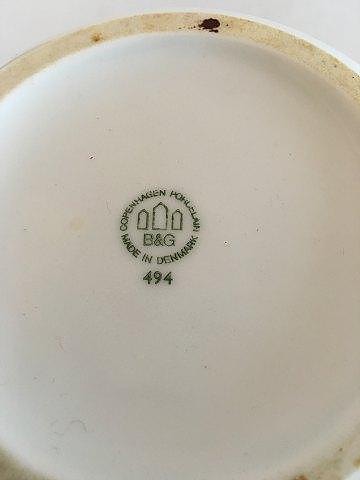 COPENHAGEN PORCELAIN
B&G
MADE IN DENMARK
494